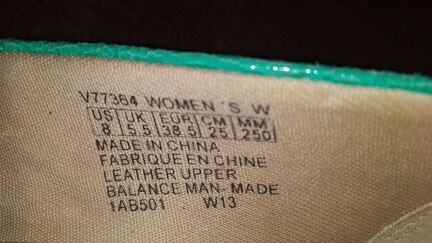 V77364 WOMEN'S W
US UK EUR CM MM
8 5.5 38.5 25 250
MADE IN CHINA
FABRIQUE EN CHINE
LEATHER UPPER
BALANCE MAN-MADE
1AB501 W13